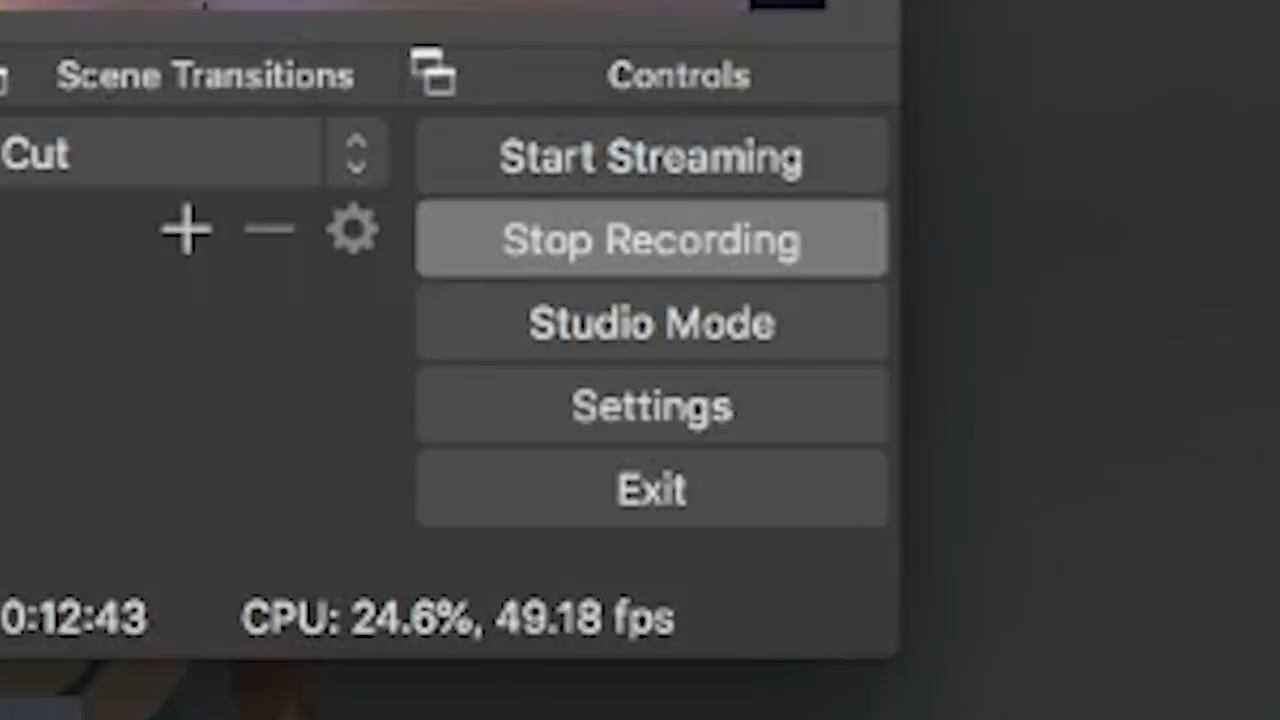 Scene Transitions
Controls
Cut
Start Streaming
Stop Recording
Studio Mode
Settings
Exit
0:12:43
CPU: 24.6%, 49.18 fps